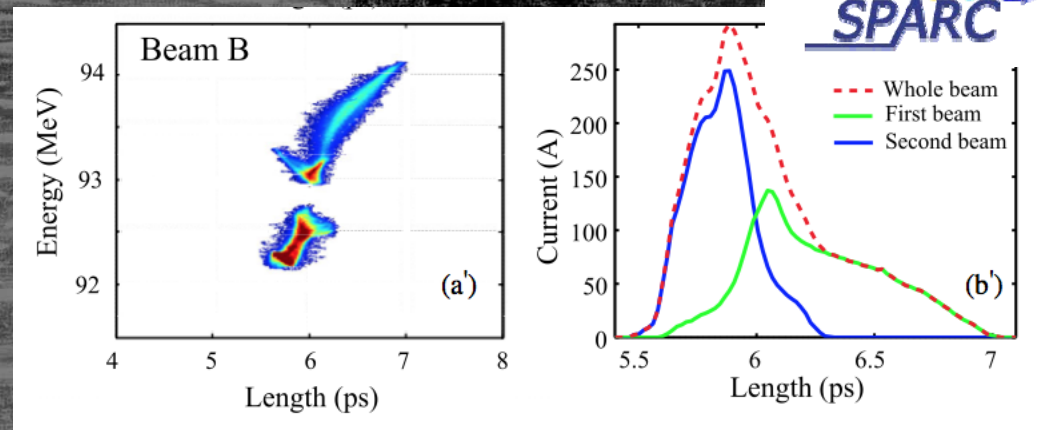 SPARC
Beam B
94
93
92
Energy (MeV)
(a')
4 5 6 7 8
Length (ps)
250
200
150
100
50
0
Current (A)
Whole beam
First beam
Second beam
(b')
5.5 6 6.5 7
Length (ps)